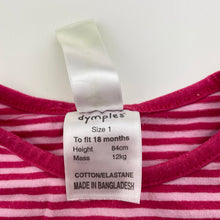 dymples
Size 1
To fit 18 months
Height 84cm
Mass 12kg
COTTON/ELASTANE
MADE IN BANGLADESH